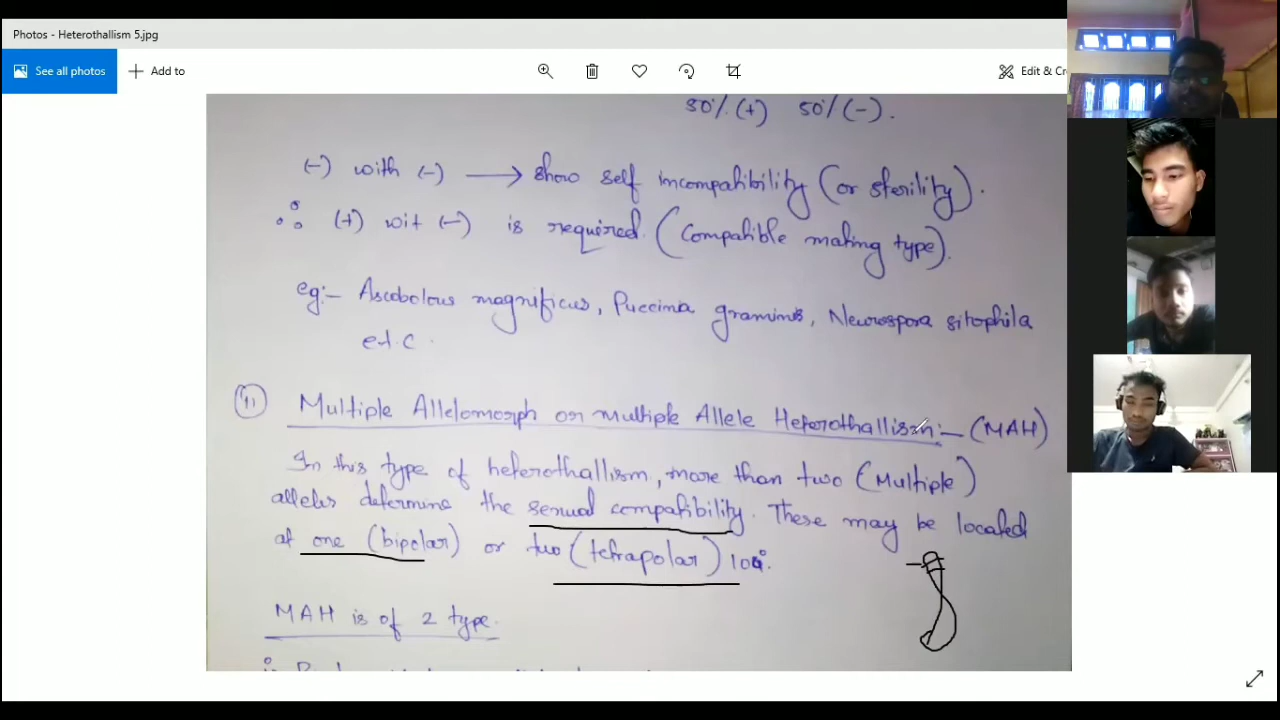 Photos - Heterothallism 5.jpg
See all photos
Add to
Edit & Cr
50% (+) 50% (-).
(-) with (-) → show self incompatibility (or sterility).
∴ (+) wit (-) is required. (Compatible mating type).
eg:- Ascobolous magnificus, Puccinia graminis, Neurospora sitophila
et.c.
Multiple Allelomorph or multiple Allele Heterothallism:- (MAH)
In this type of heterothallism, more than two (Multiple)
alleles determine the sexual compatibility. These may be located
at one (bipolar) or two (tetrapolar) loci.
MAH is of 2 type.